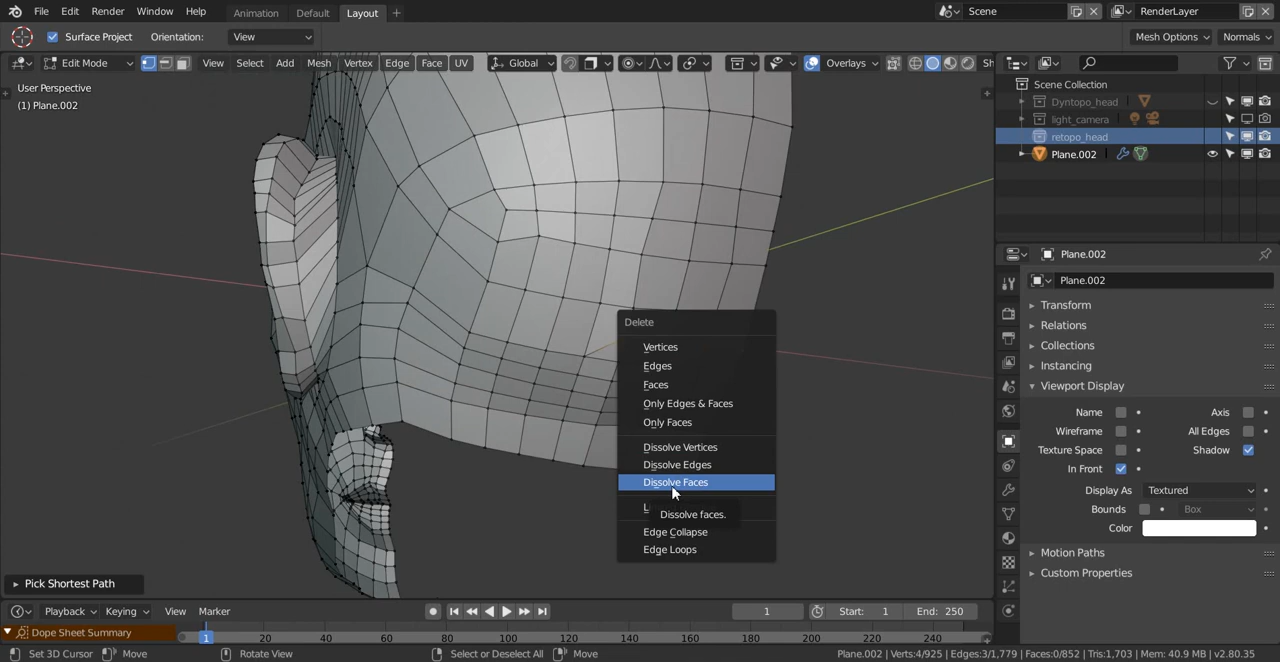 File Edit Render Window Help Animation Default Layout + Scene RenderLayer
Surface Project Orientation: View Mesh Options Normals
Edit Mode View Select Add Mesh Vertex Edge Face UV Global Overlays Sh
User Perspective
(1) Plane.002
Scene Collection
Dyntopo_head
light_camera
retopo_head
Plane.002
Plane.002
Plane.002
Transform
Relations
Collections
Instancing
Viewport Display
Name Axis
Wireframe All Edges
Texture Space Shadow
In Front
Display As Textured
Bounds Box
Color
Motion Paths
Custom Properties
Delete
Vertices
Edges
Faces
Only Edges & Faces
Only Faces
Dissolve Vertices
Dissolve Edges
Dissolve Faces
Dissolve faces.
Edge Collapse
Edge Loops
Pick Shortest Path
Playback Keying View Marker 1 Start: 1 End: 250
Dope Sheet Summary 1 20 40 60 80 100 120 140 160 180 200 220 240
Set 3D Cursor Move Rotate View Select or Deselect All Move Plane.002 | Verts:4/925 | Edges:3/1,779 | Faces:0/852 | Tris:1,703 | Mem: 40.9 MB | v2.80.35